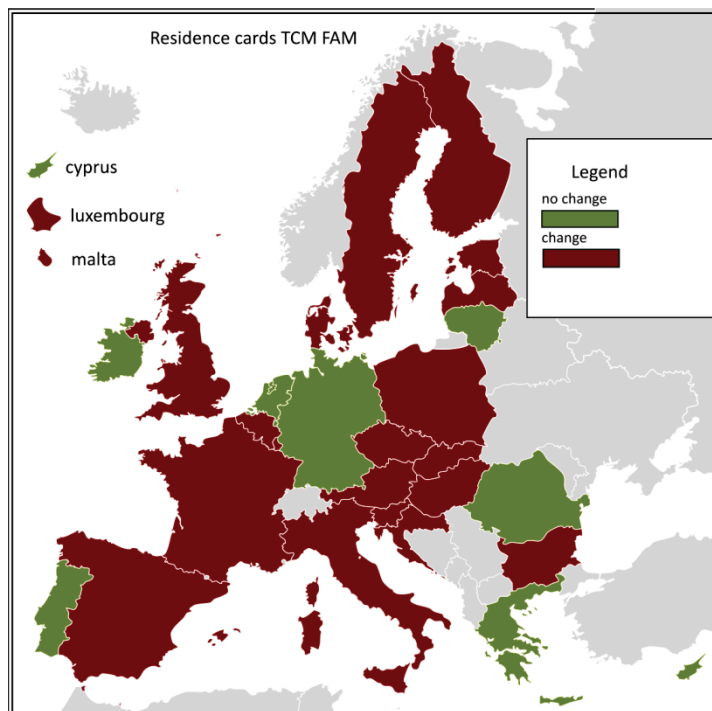 Residence cards TCM FAM
cyprus
luxembourg
malta
Legend
no change
change